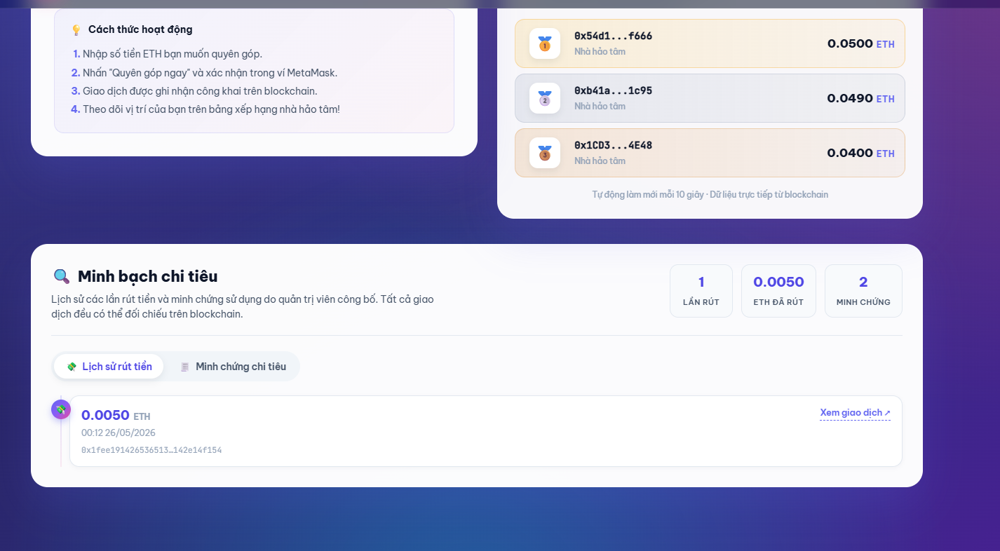 Cách thức hoạt động
1. Nhập số tiền ETH bạn muốn quyên góp.
2. Nhấn "Quyên góp ngay" và xác nhận trong ví MetaMask.
3. Giao dịch được ghi nhận công khai trên blockchain.
4. Theo dõi vị trí của bạn trên bảng xếp hạng nhà hảo tâm!
1
0x54d1...f666
Nhà hảo tâm
0.0500 ETH
2
0xb41a...1c95
Nhà hảo tâm
0.0490 ETH
3
0x1CD3...4E48
Nhà hảo tâm
0.0400 ETH
Tự động làm mới mỗi 10 giây · Dữ liệu trực tiếp từ blockchain
Minh bạch chi tiêu
Lịch sử các lần rút tiền và minh chứng sử dụng do quản trị viên công bố. Tất cả giao
dịch đều có thể đối chiếu trên blockchain.
1
LẦN RÚT
0.0050
ETH ĐÃ RÚT
2
MINH CHỨNG
Lịch sử rút tiền
Minh chứng chi tiêu
0.0050 ETH
Xem giao dịch ↗
00:12 26/05/2026
0x1fee191426536513…142e14f154